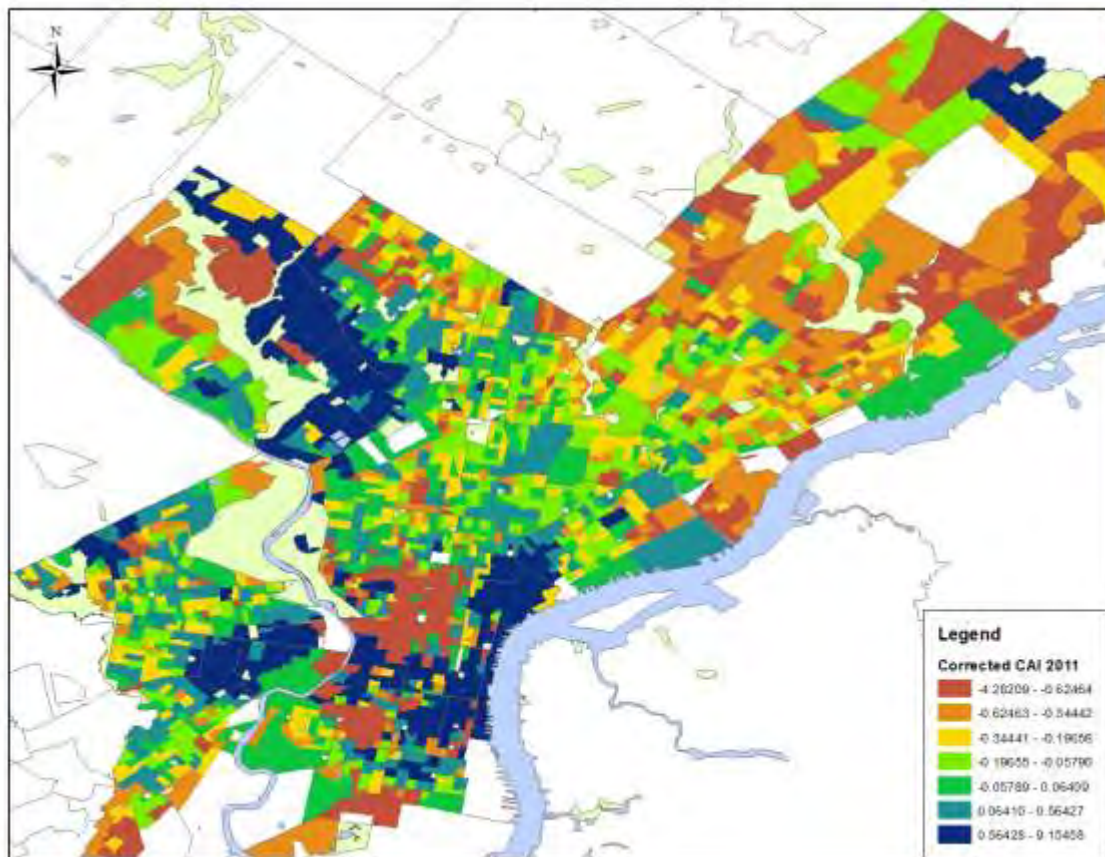 N
Legend
Corrected CAI 2011
-4.28209 - -0.62464
-0.62463 - -0.34442
-0.34441 - -0.19656
-0.19655 - -0.05790
-0.05789 - 0.06409
0.06410 - 0.56427
0.56428 - 9.15458